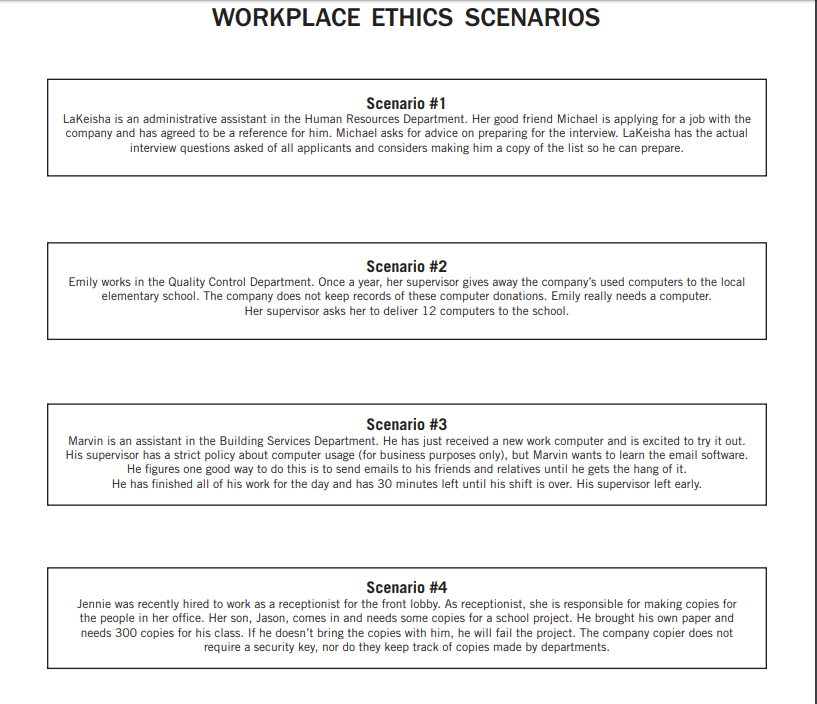 WORKPLACE ETHICS SCENARIOS
Scenario #1
LaKeisha is an administrative assistant in the Human Resources Department. Her good friend Michael is applying for a job with the
company and has agreed to be a reference for him. Michael asks for advice on preparing for the interview. LaKeisha has the actual
interview questions asked of all applicants and considers making him a copy of the list so he can prepare.
Scenario #2
Emily works in the Quality Control Department. Once a year, her supervisor gives away the company's used computers to the local
elementary school. The company does not keep records of these computer donations. Emily really needs a computer.
Her supervisor asks her to deliver 12 computers to the school.
Scenario #3
Marvin is an assistant in the Building Services Department. He has just received a new work computer and is excited to try it out.
His supervisor has a strict policy about computer usage (for business purposes only), but Marvin wants to learn the email software.
He figures one good way to do this is to send emails to his friends and relatives until he gets the hang of it.
He has finished all of his work for the day and has 30 minutes left until his shift is over. His supervisor left early.
Scenario #4
Jennie was recently hired to work as a receptionist for the front lobby. As receptionist, she is responsible for making copies for
the people in her office. Her son, Jason, comes in and needs some copies for a school project. He brought his own paper and
needs 300 copies for his class. If he doesn't bring the copies with him, he will fail the project. The company copier does not
require a security key, nor do they keep track of copies made by departments.